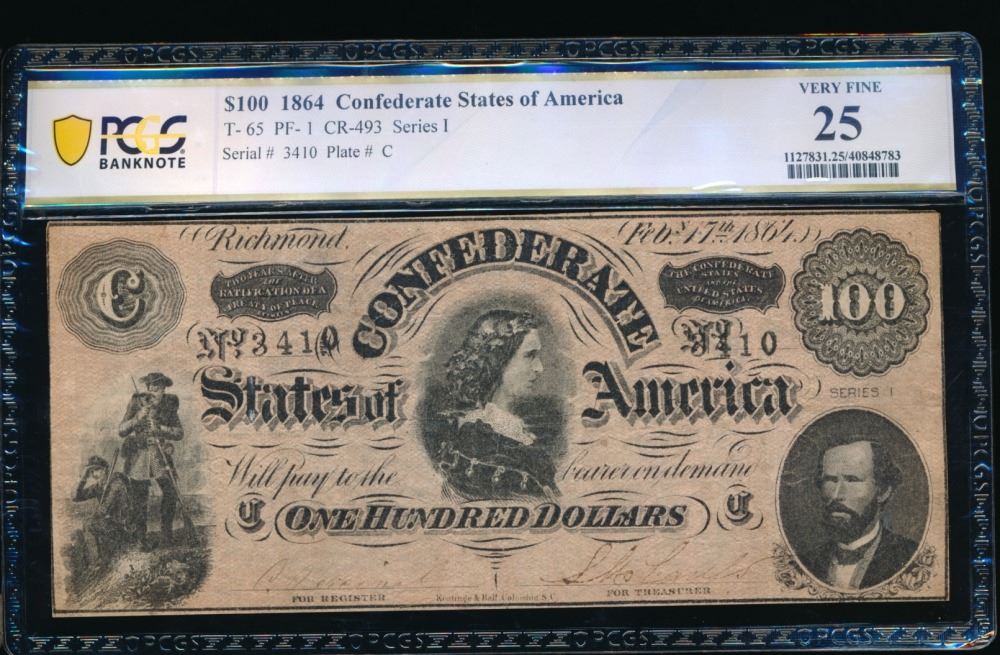 $100 1864 Confederate States of America
T- 65 PF- 1 CR-493 Series I
Serial # 3410 Plate # C
PCGS
BANKNOTE
VERY FINE
25
1127831.25/40848783
Richmond, Feb.y 17th 1864
C
TWO YEARS AFTER
THE
RATIFICATION OF A
TREATY OF PEACE
CONFEDERATE
THE CONFEDERATE
STATES
AND THE
UNITED STATES
OF AMERICA
100
No 3410
No 3410
States of America
SERIES I
Will pay to the bearer on demand
C ONE HUNDRED DOLLARS C
FOR REGISTER
Keatinge & Ball, Columbia, S.C.
FOR TREASURER